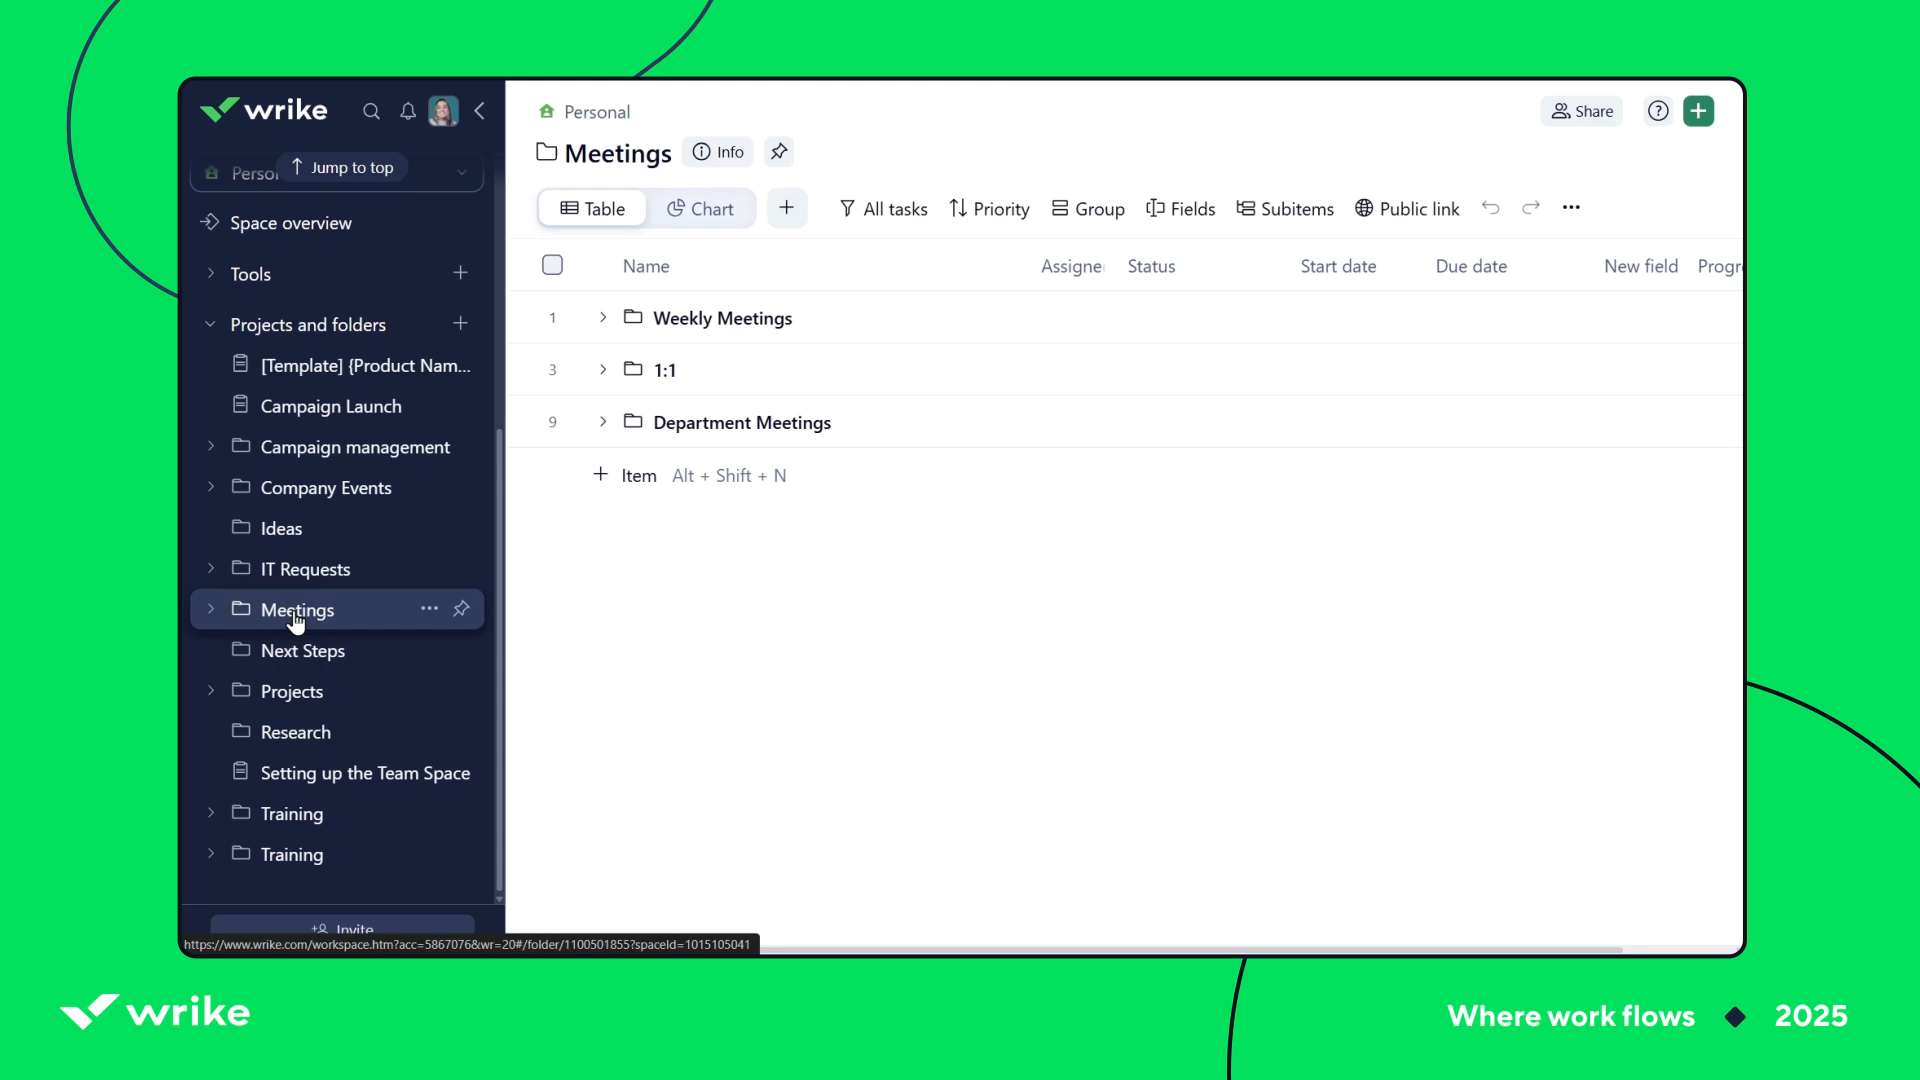 wrike
Perso
Jump to top
Space overview
Tools
Projects and folders
[Template] {Product Nam...
Campaign Launch
Campaign management
Company Events
Ideas
IT Requests
Meetings
Next Steps
Projects
Research
Setting up the Team Space
Training
Training
Invite
https://www.wrike.com/workspace.htm?acc=5867076&wr=20#/folder/1100501855?spaceId=1015105041
Personal
Share
Meetings
Info
Table
Chart
All tasks
Priority
Group
Fields
Subitems
Public link
Name
Assigne
Status
Start date
Due date
New field
Progr
1
Weekly Meetings
3
1:1
9
Department Meetings
Item Alt + Shift + N
wrike
Where work flows
2025